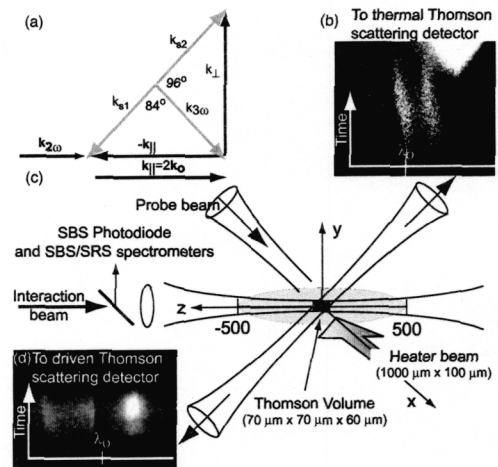 (a)
k_s2
96°
k_⊥
k_s1
84°
k_3ω
k_2ω
-k_||
k_||=2k_o
(b)
To thermal Thomson
scattering detector
Time
λ_0
(c)
Probe beam
SBS Photodiode
and SBS/SRS spectrometers
y
Interaction
beam
z
-500
500
Heater beam
(1000 μm x 100 μm)
x
Thomson Volume
(70 μm x 70 μm x 60 μm)
(d)
To driven Thomson
scattering detector
Time
λ_0